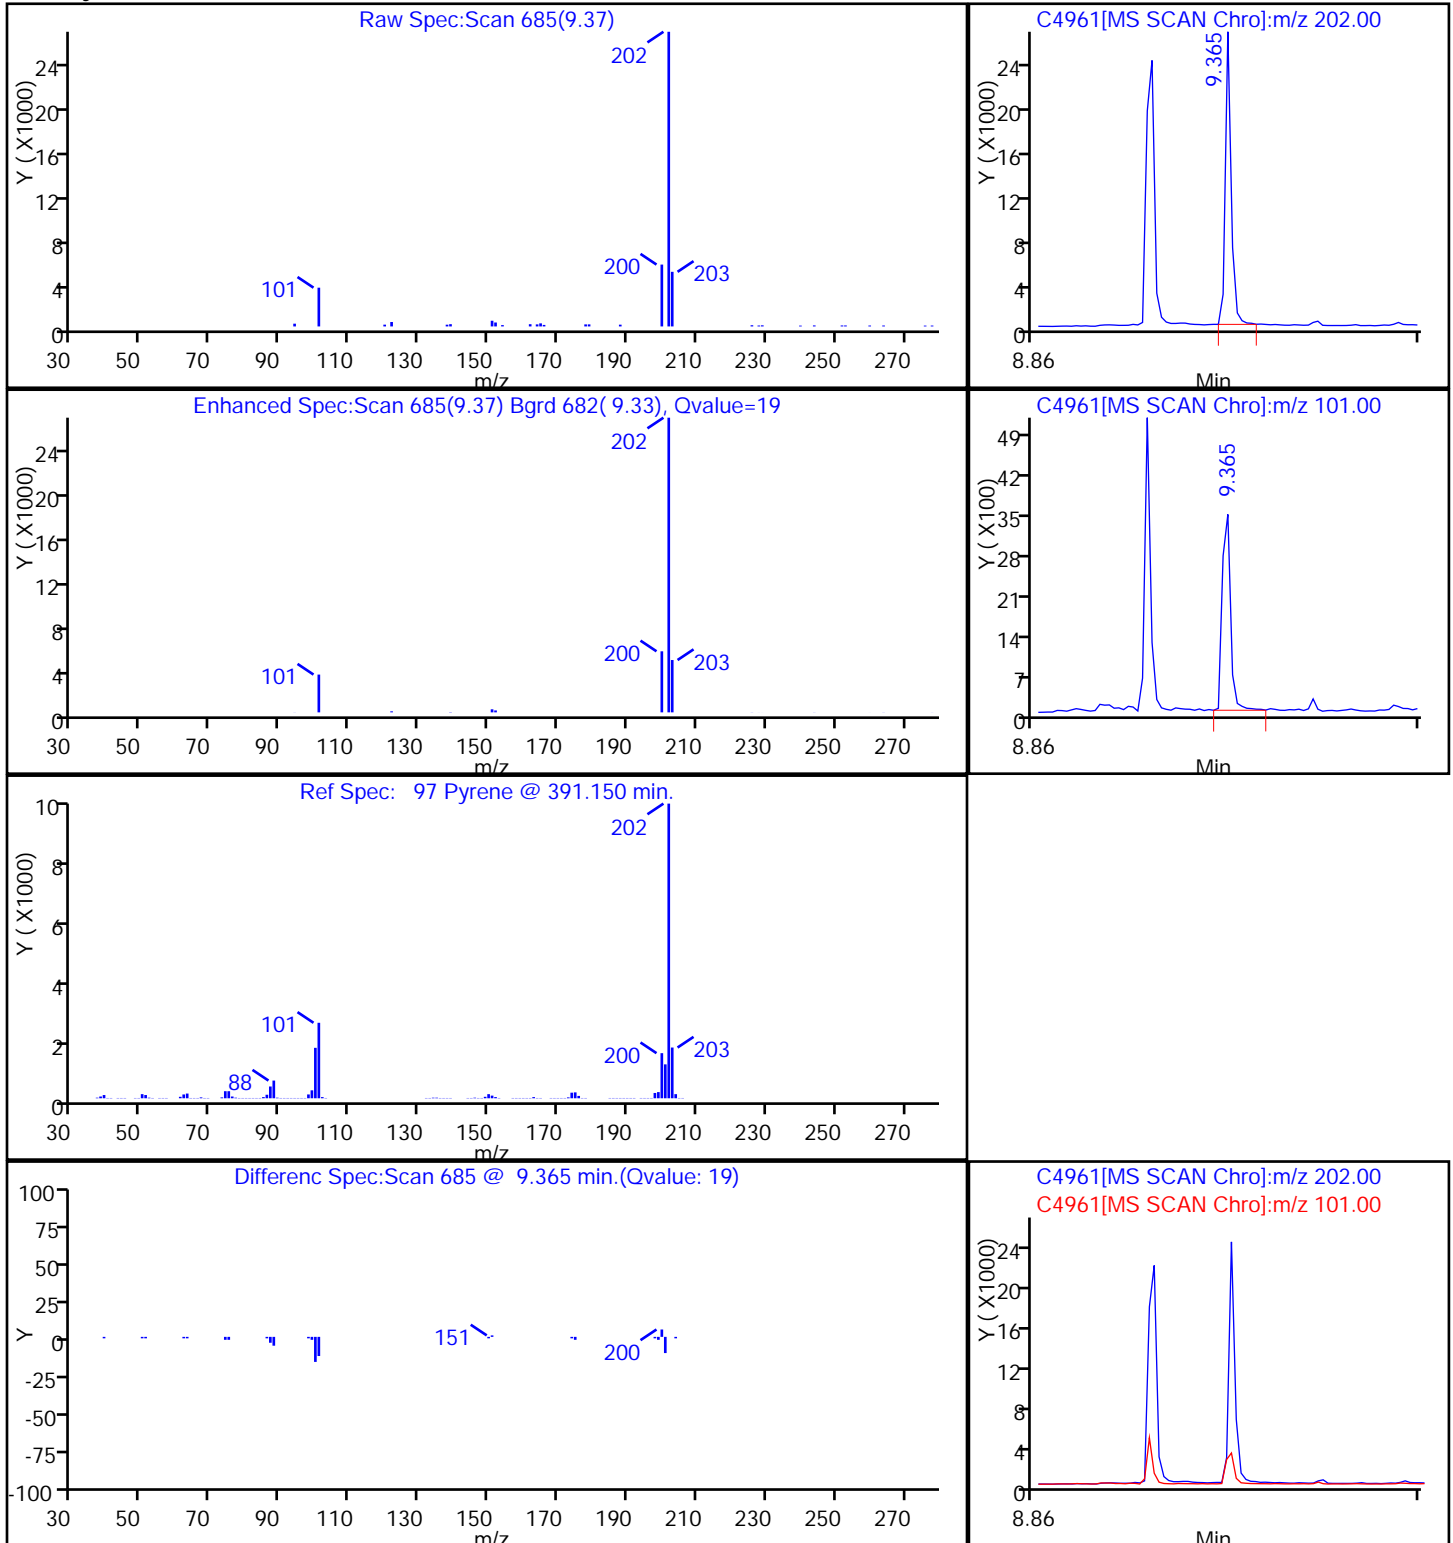 Raw Spec:Scan 685(9.37)
Y ( X1000)
24
20
16
12
8
4
0
202
200
203
101
30 50 70 90 110 130 150 170 190 210 230 250 270
m/z
C4961[MS SCAN Chro]:m/z 202.00
Y ( X1000)
24
20
16
12
8
4
0
9.365
8.86
Min
Enhanced Spec:Scan 685(9.37) Bgrd 682( 9.33), Qvalue=19
Y ( X1000)
24
20
16
12
8
4
0
202
200
203
101
30 50 70 90 110 130 150 170 190 210 230 250 270
m/z
C4961[MS SCAN Chro]:m/z 101.00
Y ( X100)
49
42
35
28
21
14
7
0
9.365
8.86
Min
Ref Spec: 97 Pyrene @ 391.150 min.
Y ( X1000)
10
8
6
4
2
0
202
101
200
203
88
30 50 70 90 110 130 150 170 190 210 230 250 270
m/z
Differenc Spec:Scan 685 @ 9.365 min.(Qvalue: 19)
Y
100
75
50
25
0
-25
-50
-75
-100
151
200
30 50 70 90 110 130 150 170 190 210 230 250 270
m/z
C4961[MS SCAN Chro]:m/z 202.00
C4961[MS SCAN Chro]:m/z 101.00
Y ( X1000)
24
20
16
12
8
4
0
8.86
Min